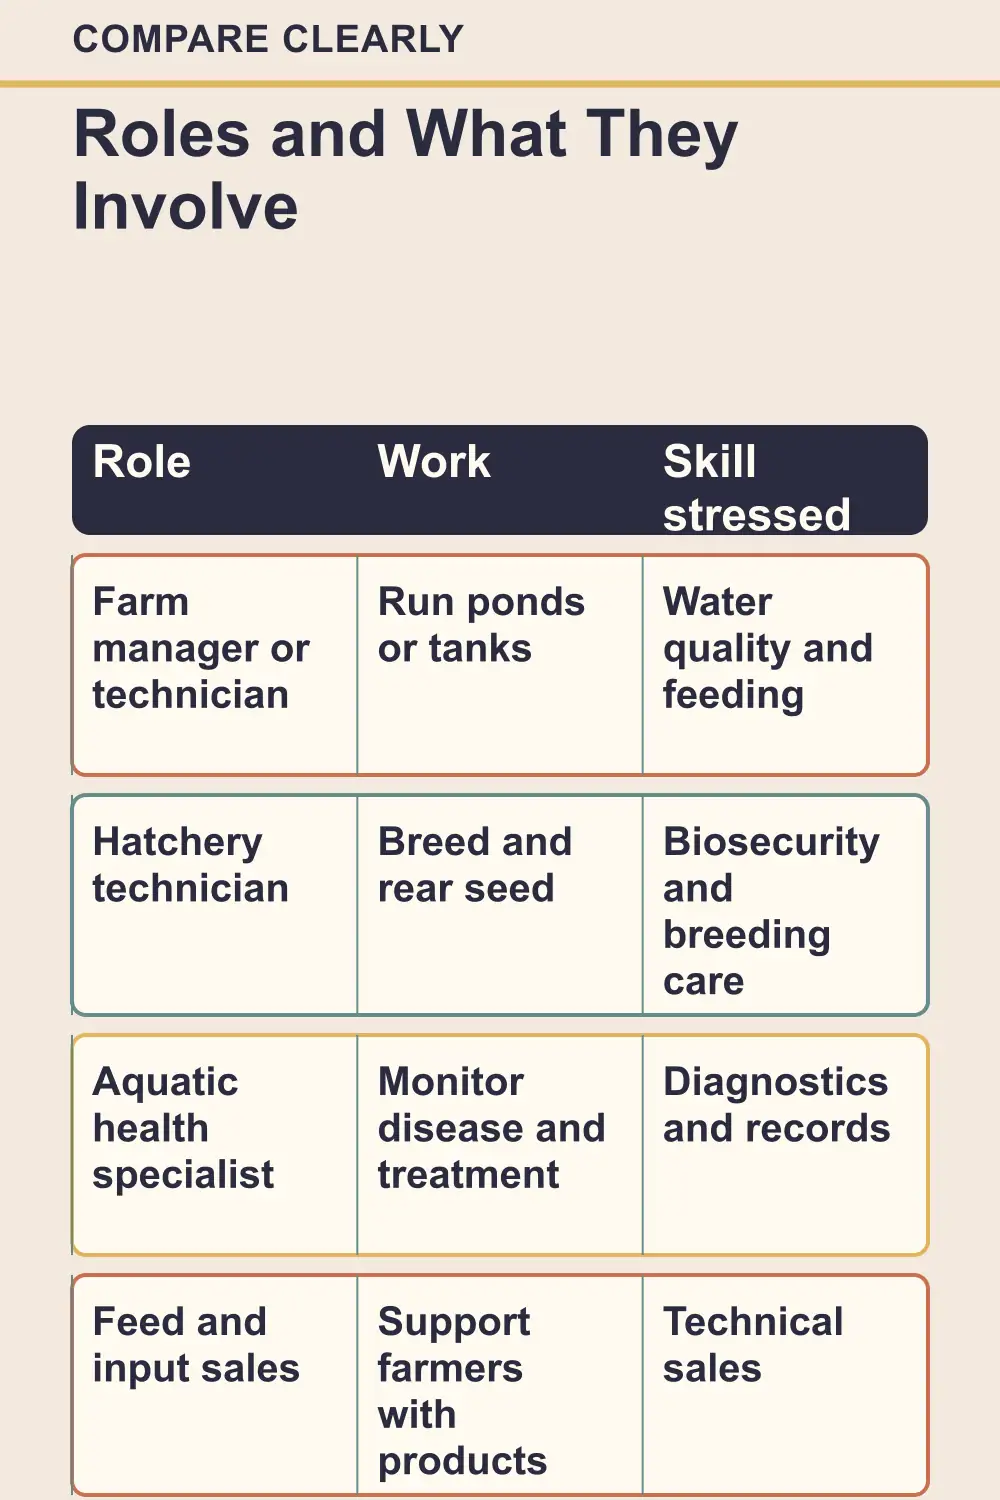 COMPARE CLEARLY
Roles and What They
Involve
Role
Work
Skill
stressed
Farm
manager or
technician
Run ponds
or tanks
Water
quality and
feeding
Hatchery
technician
Breed and
rear seed
Biosecurity
and
breeding
care
Aquatic
health
specialist
Monitor
disease and
treatment
Diagnostics
and records
Feed and
input sales
Support
farmers
with
products
Technical
sales